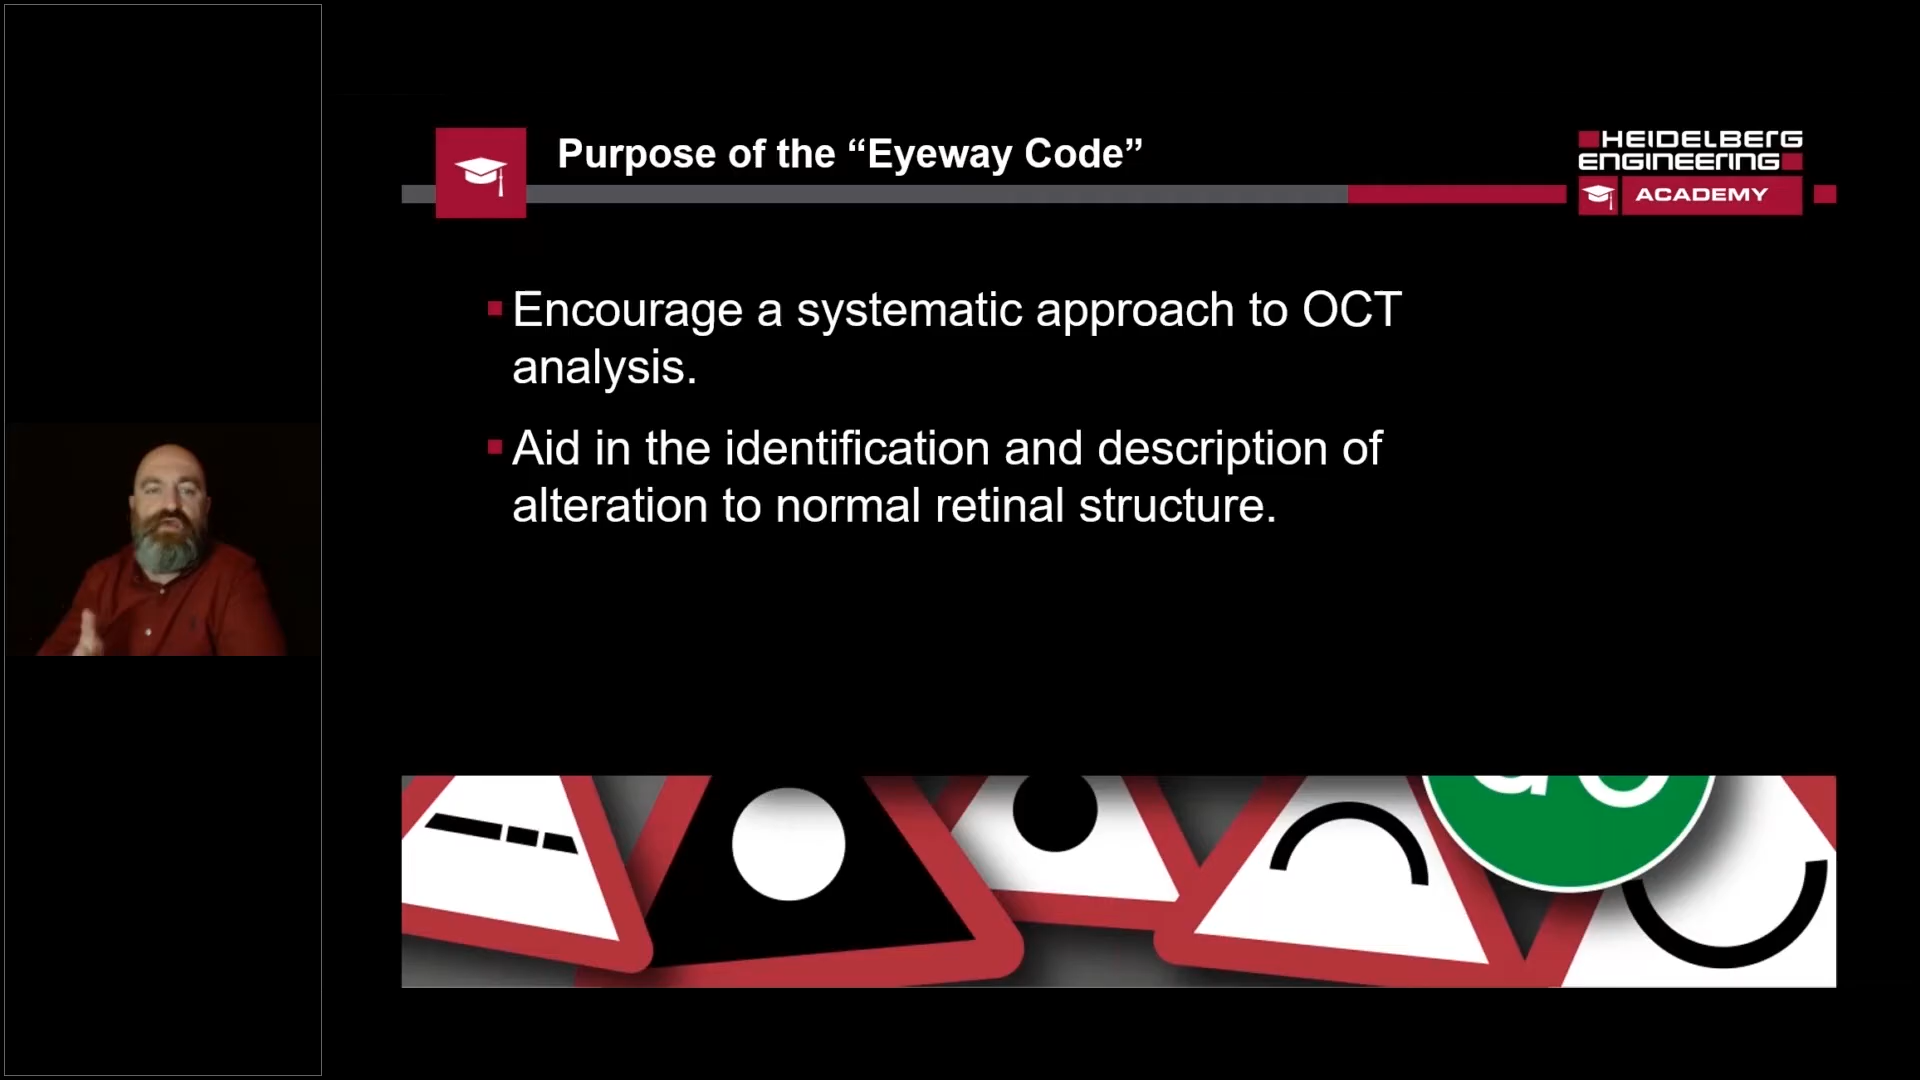 Purpose of the “Eyeway Code”
HEIDELBERG
ENGINEERING
ACADEMY
Encourage a systematic approach to OCT
analysis.
Aid in the identification and description of
alteration to normal retinal structure.